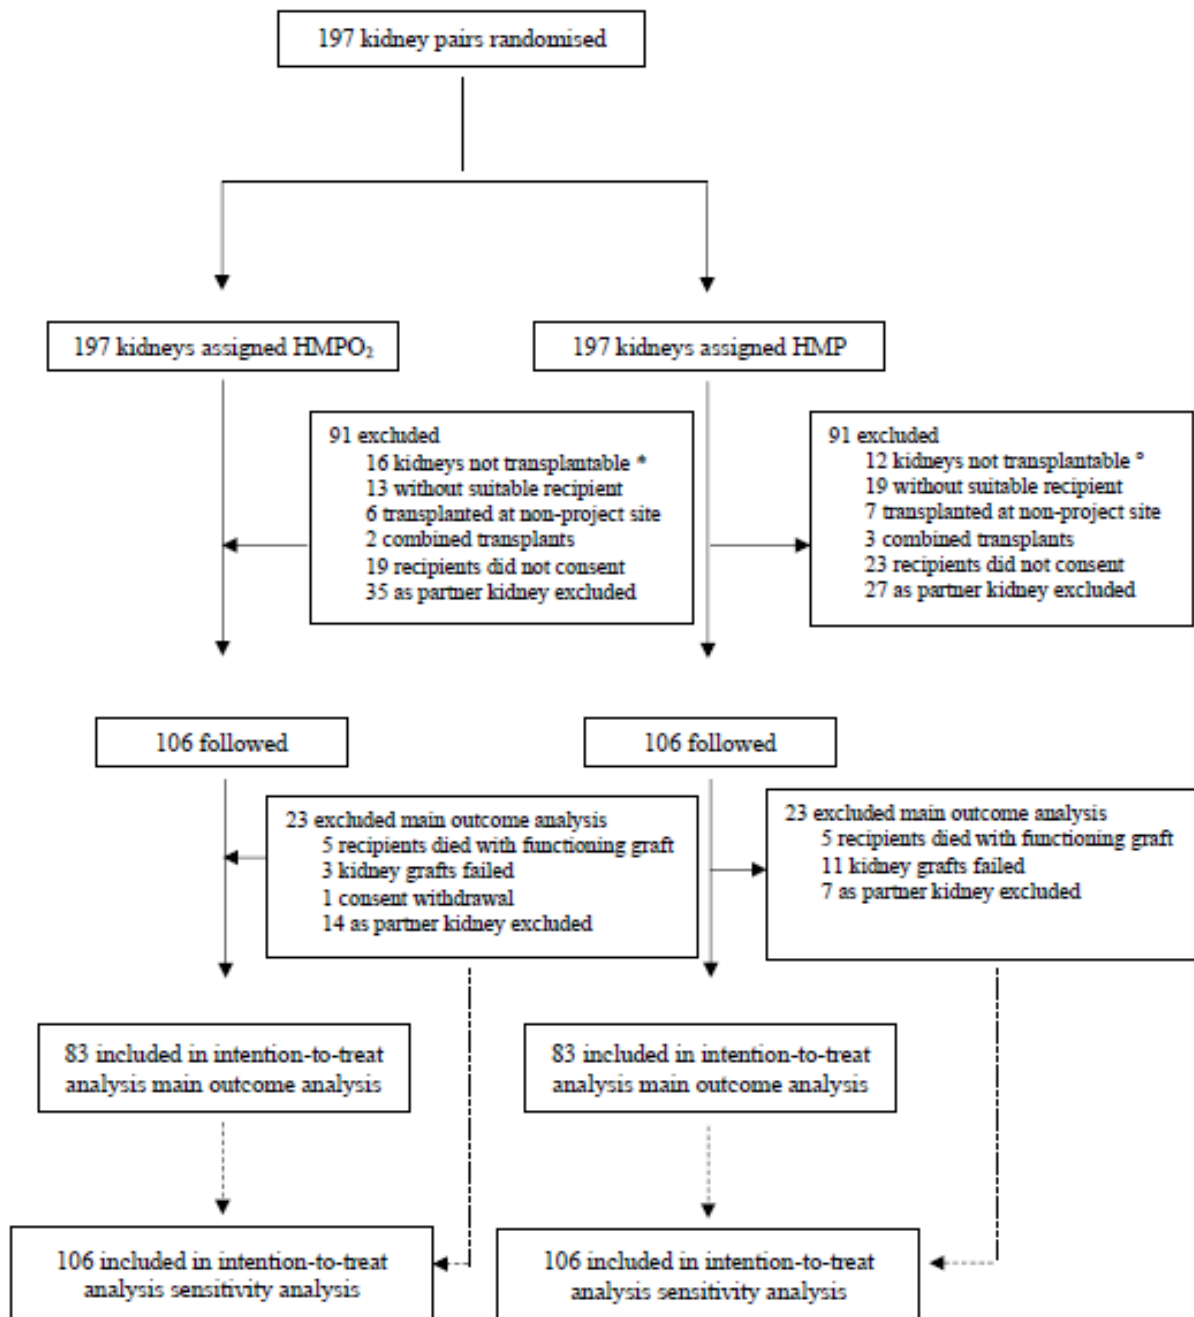 197 kidney pairs randomised
197 kidneys assigned HMPO₂
197 kidneys assigned HMP
91 excluded
16 kidneys not transplantable *
13 without suitable recipient
6 transplanted at non-project site
2 combined transplants
19 recipients did not consent
35 as partner kidney excluded
91 excluded
12 kidneys not transplantable °
19 without suitable recipient
7 transplanted at non-project site
3 combined transplants
23 recipients did not consent
27 as partner kidney excluded
106 followed
106 followed
23 excluded main outcome analysis
5 recipients died with functioning graft
3 kidney grafts failed
1 consent withdrawal
14 as partner kidney excluded
23 excluded main outcome analysis
5 recipients died with functioning graft
11 kidney grafts failed
7 as partner kidney excluded
83 included in intention-to-treat
analysis main outcome analysis
83 included in intention-to-treat
analysis main outcome analysis
106 included in intention-to-treat
analysis sensitivity analysis
106 included in intention-to-treat
analysis sensitivity analysis